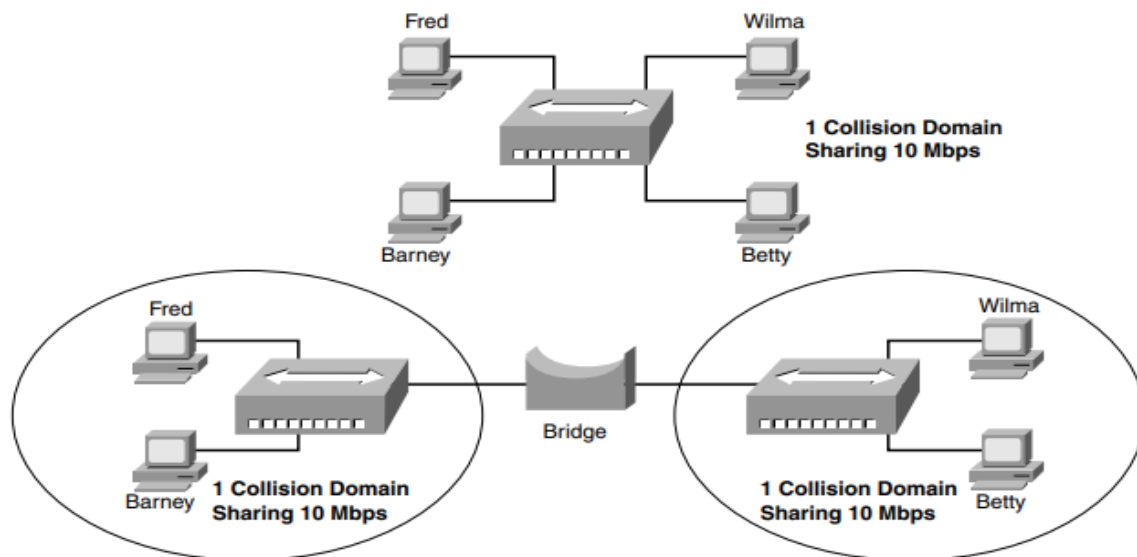 Fred
Wilma
1 Collision Domain
Sharing 10 Mbps
Barney
Betty
Fred
Wilma
Bridge
Barney
1 Collision Domain
Sharing 10 Mbps
1 Collision Domain
Sharing 10 Mbps
Betty